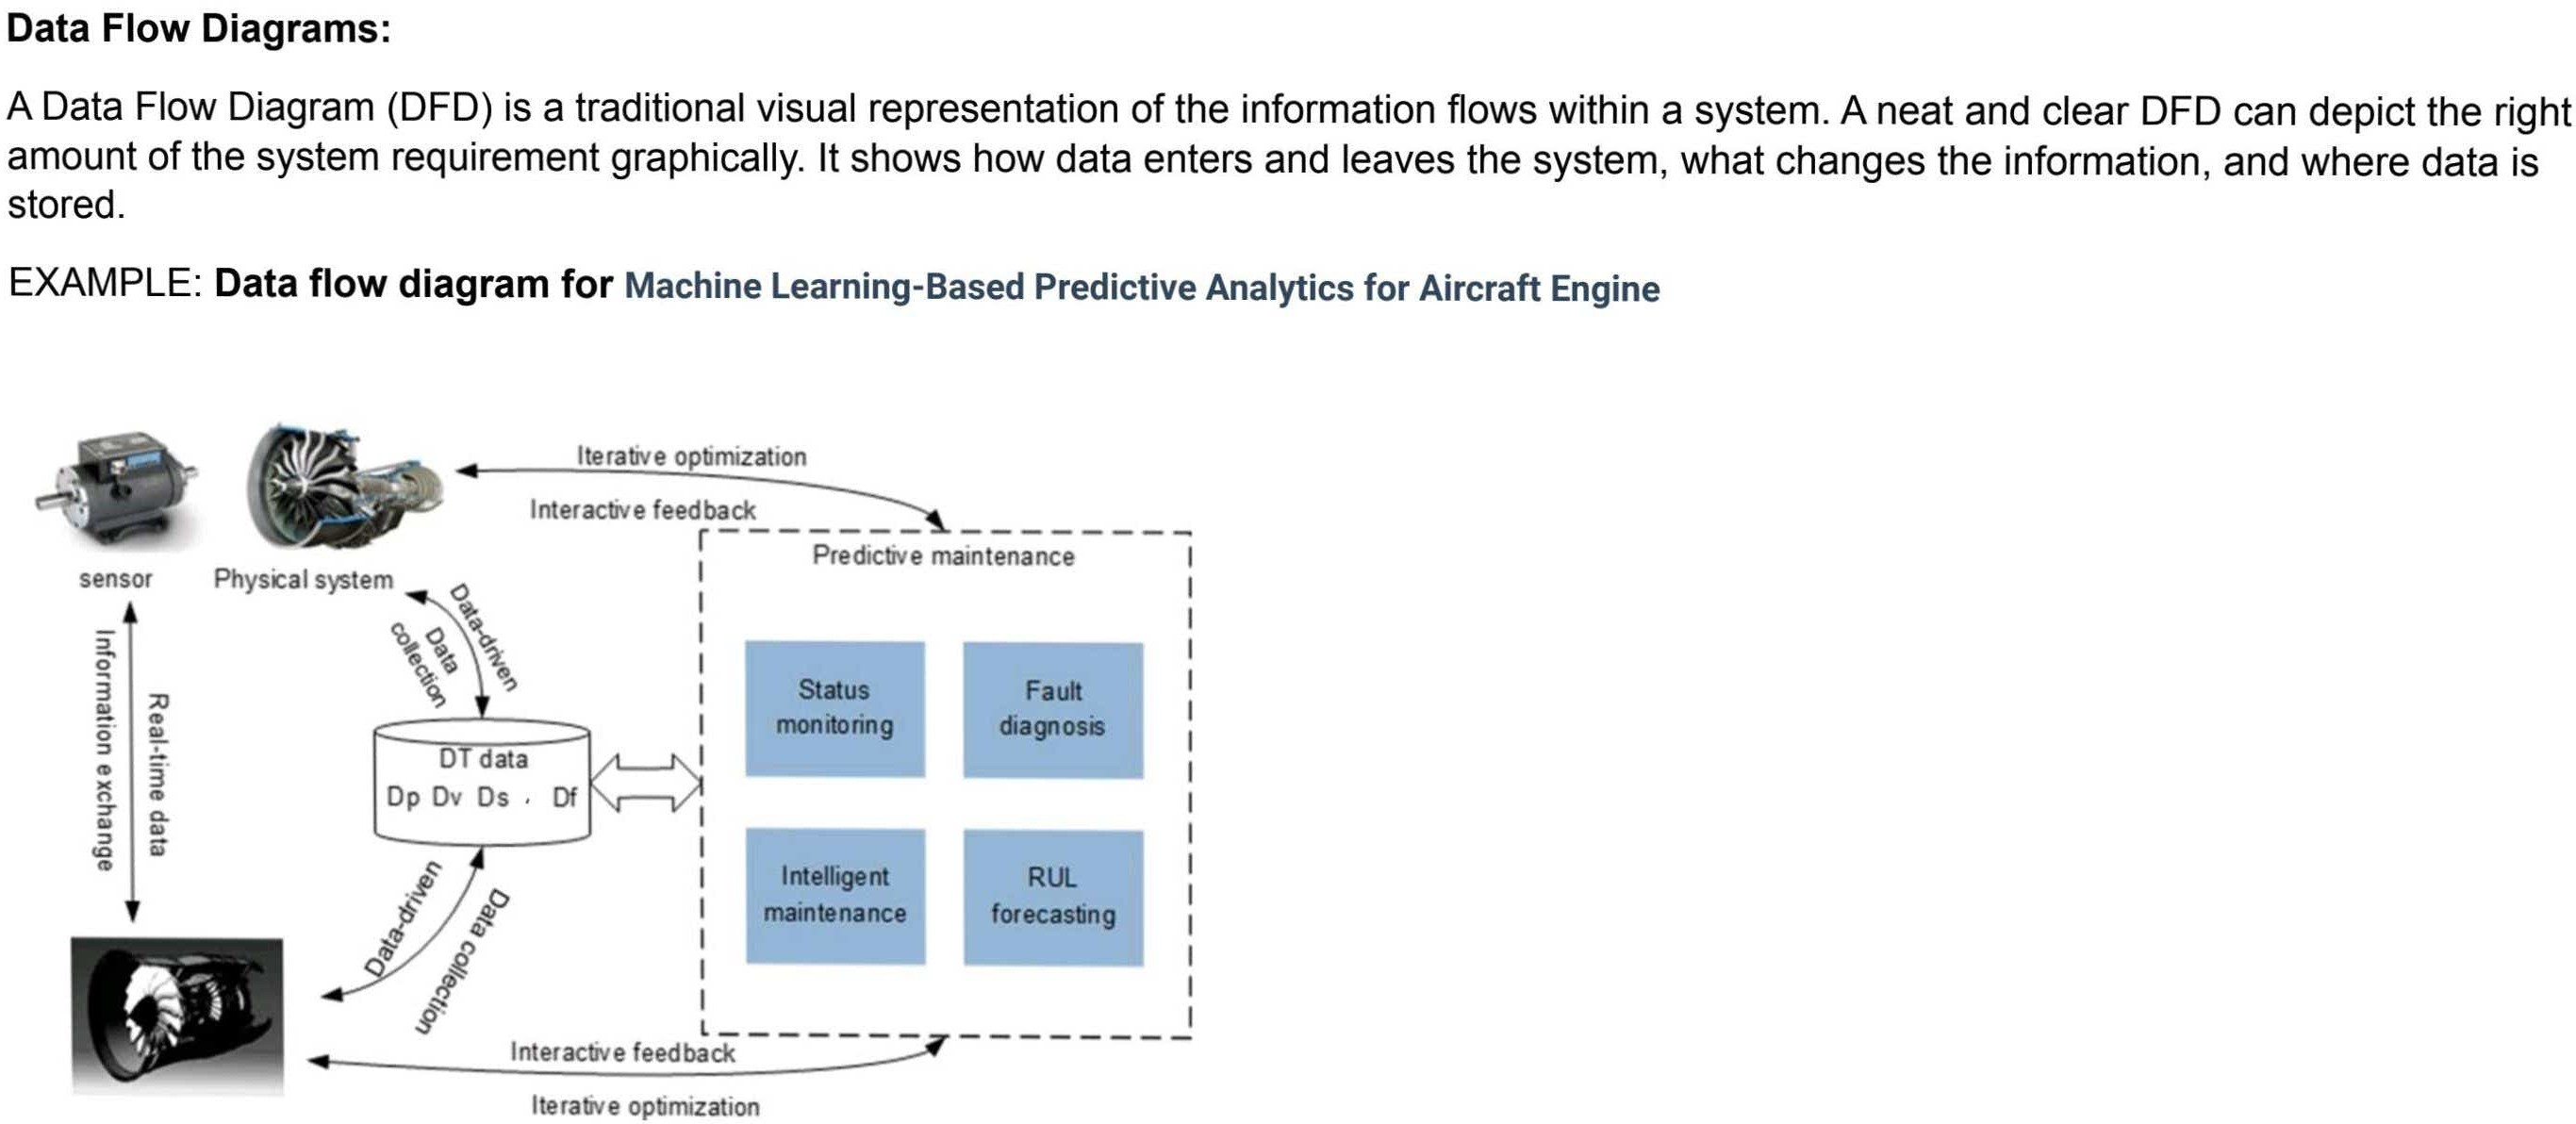 Data Flow Diagrams:
A Data Flow Diagram (DFD) is a traditional visual representation of the information flows within a system. A neat and clear DFD can depict the right
amount of the system requirement graphically. It shows how data enters and leaves the system, what changes the information, and where data is
stored.
EXAMPLE: Data flow diagram for Machine Learning-Based Predictive Analytics for Aircraft Engine
Iterative optimization
Interactive feedback
sensor
Physical system
Predictive maintenance
Data-driven
Data
collection
Information exchange
Real-time data
Status
monitoring
Fault
diagnosis
DT data
Dp Dv Ds . Df
Intelligent
maintenance
RUL
forecasting
Data-driven
Data collection
Interactive feedback
Iterative optimization